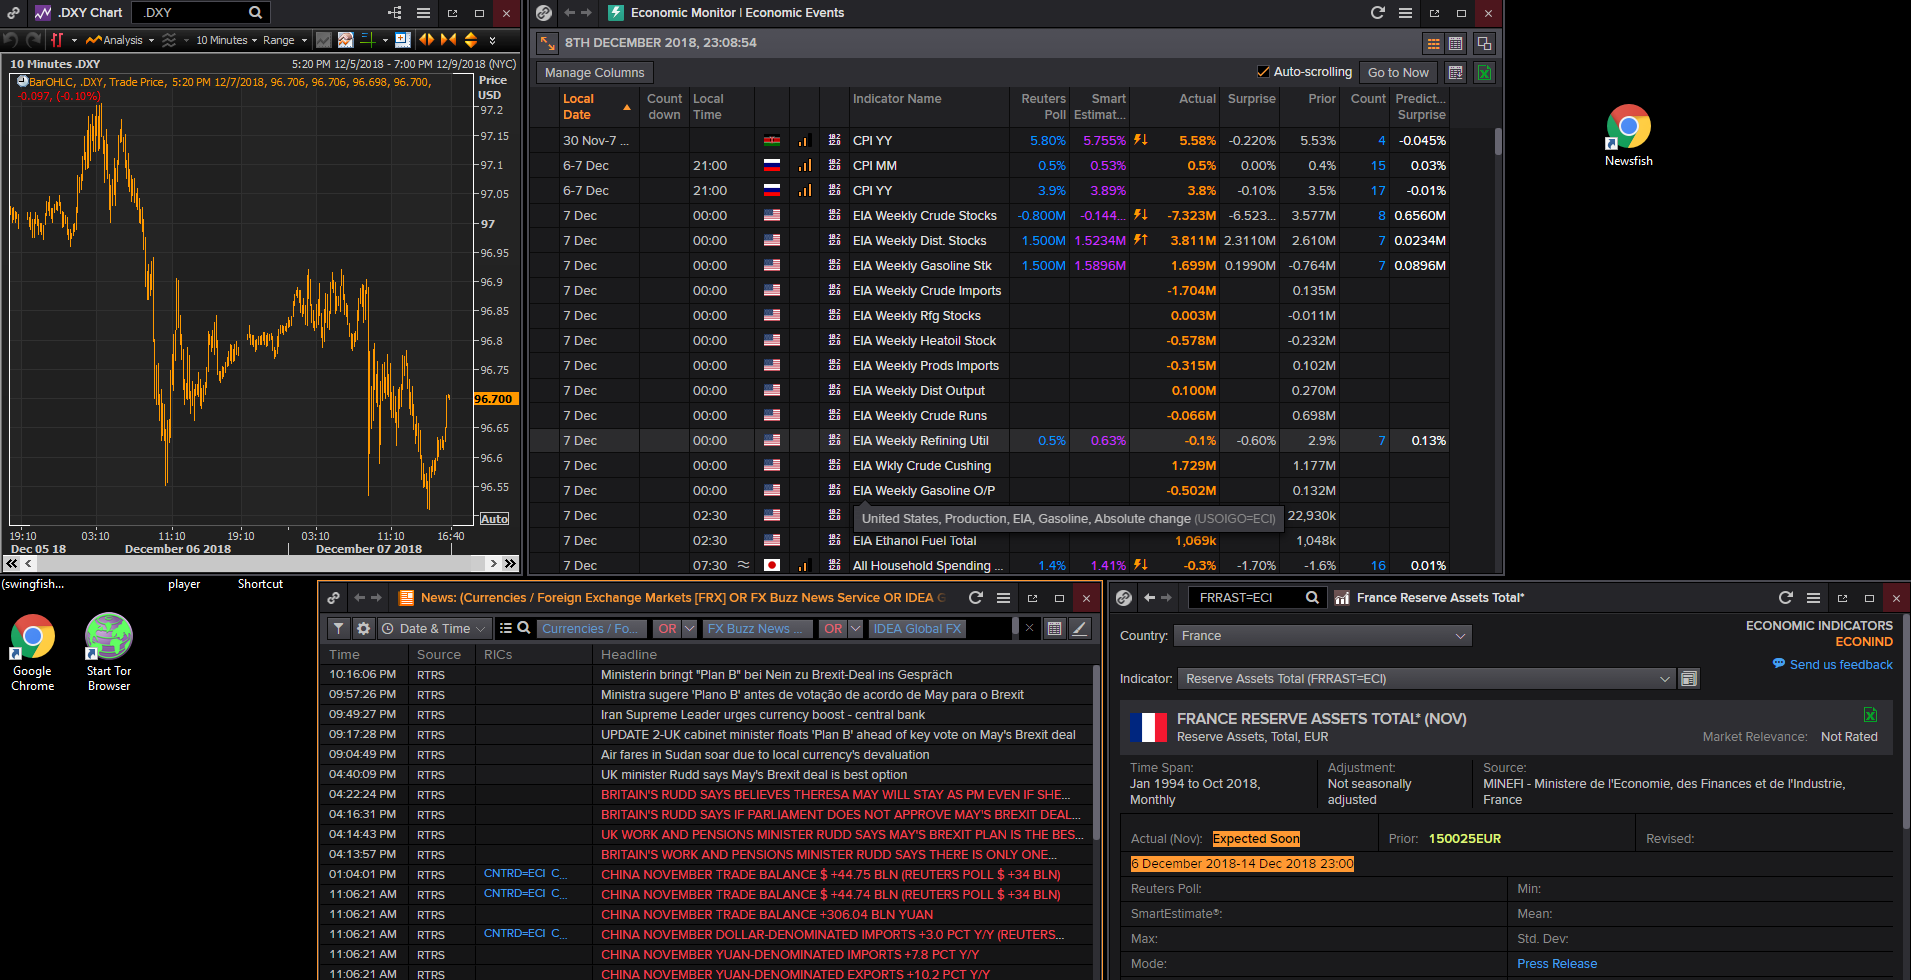 .DXY Chart
.DXY
Analysis
10 Minutes
Range
10 Minutes .DXY
5:20 PM 12/5/2018 - 7:00 PM 12/9/2018 (NYC)
BarOHLC, .DXY, Trade Price, 5:20 PM 12/7/2018, 96.706, 96.706, 96.698, 96.700,
-0.097, (-0.10%)
Price
USD
97.2
97.15
97.1
97.05
97
96.95
96.9
96.85
96.8
96.75
96.700
96.65
96.6
96.55
Auto
19:10 03:10 11:10 19:10 03:10 11:10 16:40
Dec 05 18 December 06 2018 December 07 2018
Economic Monitor | Economic Events
8TH DECEMBER 2018, 23:08:54
Manage Columns
Auto-scrolling
Go to Now
Local Date Count down Local Time Indicator Name Reuters Poll Smart Estimat... Actual Surprise Prior Count Predict... Surprise
30 Nov-7 ... CPI YY 5.80% 5.755% 5.58% -0.220% 5.53% 4 -0.045%
6-7 Dec 21:00 CPI MM 0.5% 0.53% 0.5% 0.00% 0.4% 15 0.03%
6-7 Dec 21:00 CPI YY 3.9% 3.89% 3.8% -0.10% 3.5% 17 -0.01%
7 Dec 00:00 EIA Weekly Crude Stocks -0.800M -0.144... -7.323M -6.523... 3.577M 8 0.6560M
7 Dec 00:00 EIA Weekly Dist. Stocks 1.500M 1.5234M 3.811M 2.3110M 2.610M 7 0.0234M
7 Dec 00:00 EIA Weekly Gasoline Stk 1.500M 1.5896M 1.699M 0.1990M -0.764M 7 0.0896M
7 Dec 00:00 EIA Weekly Crude Imports -1.704M 0.135M
7 Dec 00:00 EIA Weekly Rfg Stocks 0.003M -0.011M
7 Dec 00:00 EIA Weekly Heatoil Stock -0.578M -0.232M
7 Dec 00:00 EIA Weekly Prods Imports -0.315M 0.102M
7 Dec 00:00 EIA Weekly Dist Output 0.100M 0.270M
7 Dec 00:00 EIA Weekly Crude Runs -0.066M 0.698M
7 Dec 00:00 EIA Weekly Refining Util 0.5% 0.63% -0.1% -0.60% 2.9% 7 0.13%
7 Dec 00:00 EIA Wkly Crude Cushing 1.729M 1.177M
7 Dec 00:00 EIA Weekly Gasoline O/P -0.502M 0.132M
7 Dec 02:30 22,930k
United States, Production, EIA, Gasoline, Absolute change (USOIGO=ECI)
7 Dec 02:30 EIA Ethanol Fuel Total 1,069k 1,048k
7 Dec 07:30 All Household Spending ... 1.4% 1.41% -0.3% -1.70% -1.6% 16 0.01%
Newsfish
(swingfish...
player
Shortcut
Google Chrome
Start Tor Browser
News: (Currencies / Foreign Exchange Markets [FRX] OR FX Buzz News Service OR IDEA G
Date & Time
Currencies / Fo...
OR
FX Buzz News ...
OR
IDEA Global FX
Time Source RICs Headline
10:16:06 PM RTRS Ministerin bringt "Plan B" bei Nein zu Brexit-Deal ins Gespräch
09:57:26 PM RTRS Ministra sugere 'Plano B' antes de votação de acordo de May para o Brexit
09:49:27 PM RTRS Iran Supreme Leader urges currency boost - central bank
09:17:28 PM RTRS UPDATE 2-UK cabinet minister floats 'Plan B' ahead of key vote on May's Brexit deal
09:04:49 PM RTRS Air fares in Sudan soar due to local currency's devaluation
04:40:09 PM RTRS UK minister Rudd says May's Brexit deal is best option
04:22:24 PM RTRS BRITAIN'S RUDD SAYS BELIEVES THERESA MAY WILL STAY AS PM EVEN IF SHE...
04:16:31 PM RTRS BRITAIN'S RUDD SAYS IF PARLIAMENT DOES NOT APPROVE MAY'S BREXIT DEAL...
04:14:43 PM RTRS UK WORK AND PENSIONS MINISTER RUDD SAYS MAY'S BREXIT PLAN IS THE BES...
04:13:57 PM RTRS BRITAIN'S WORK AND PENSIONS MINISTER RUDD SAYS THERE IS ONLY ONE...
01:04:01 PM RTRS CNTRD=ECI C... CHINA NOVEMBER TRADE BALANCE $ +44.75 BLN (REUTERS POLL $ +34 BLN)
11:06:21 AM RTRS CNTRD=ECI C... CHINA NOVEMBER TRADE BALANCE $ +44.74 BLN (REUTERS POLL $ +34 BLN)
11:06:21 AM RTRS CHINA NOVEMBER TRADE BALANCE +306.04 BLN YUAN
11:06:21 AM RTRS CNTRD=ECI C... CHINA NOVEMBER DOLLAR-DENOMINATED IMPORTS +3.0 PCT Y/Y (REUTERS...
11:06:21 AM RTRS CHINA NOVEMBER YUAN-DENOMINATED IMPORTS +7.8 PCT Y/Y
11:06:21 AM RTRS CHINA NOVEMBER YUAN-DENOMINATED EXPORTS +10.2 PCT Y/Y
FRRAST=ECI
France Reserve Assets Total*
Country: France
ECONOMIC INDICATORS
ECONIND
Send us feedback
Indicator: Reserve Assets Total (FRRAST=ECI)
FRANCE RESERVE ASSETS TOTAL* (NOV)
Reserve Assets, Total, EUR
Market Relevance: Not Rated
Time Span: Adjustment: Source:
Jan 1994 to Oct 2018, Not seasonally MINEFI - Ministere de l'Economie, des Finances et de l'Industrie,
Monthly adjusted France
Actual (Nov): Expected Soon Prior: 150025EUR Revised:
6 December 2018-14 Dec 2018 23:00
Reuters Poll: Min:
SmartEstimate®: Mean:
Max: Std. Dev:
Mode: Press Release